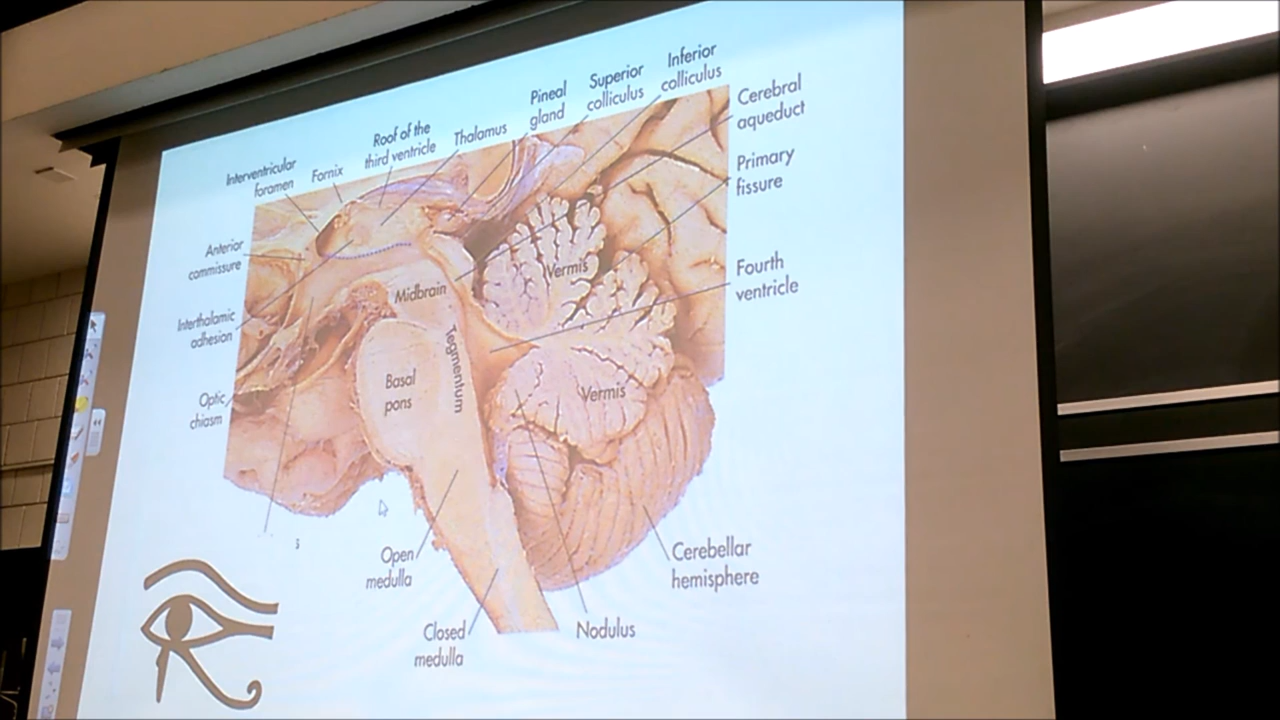 Inferior
colliculus
Superior
colliculus
Pineal
gland
Cerebral
aqueduct
Roof of the
third ventricle
Thalamus
Interventricular
foramen
Fornix
Primary
fissure
Anterior
commissure
Vermis
Fourth
ventricle
Midbrain
Interthalamic
adhesion
Tegmentum
Basal
pons
Vermis
Optic
chiasm
s
Open
medulla
Cerebellar
hemisphere
Closed
medulla
Nodulus